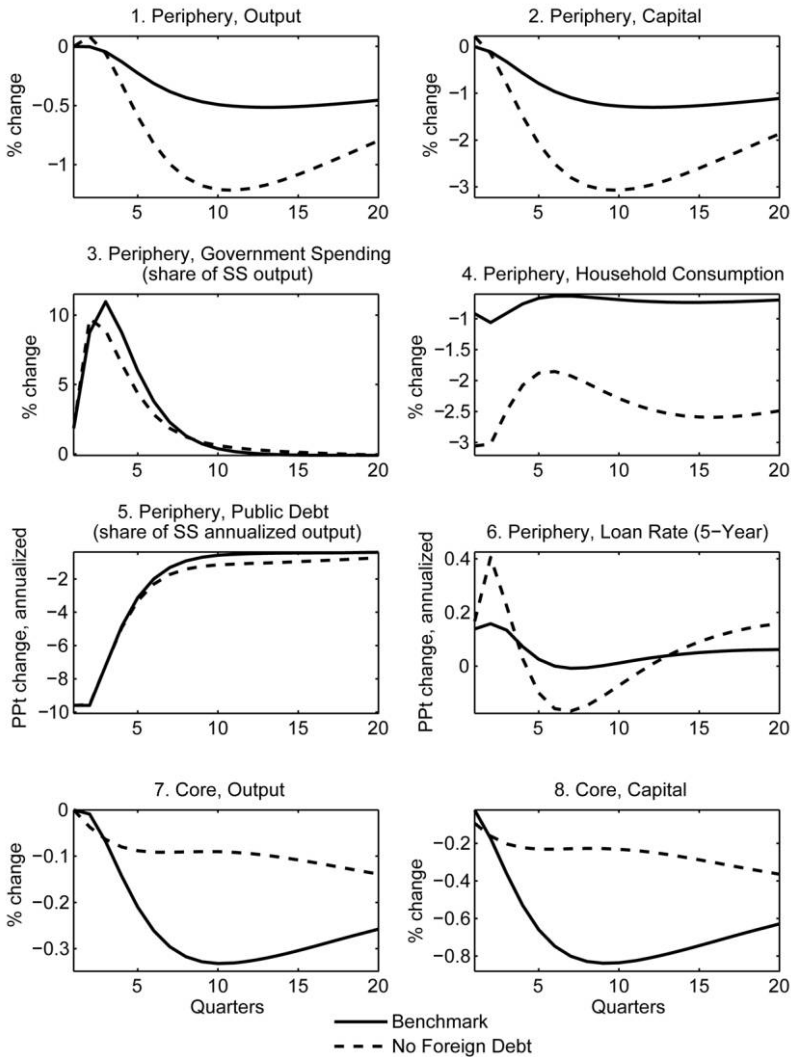 1. Periphery, Output
% change
0
−0.5
−1
5
10
15
20
2. Periphery, Capital
% change
0
−1
−2
−3
5
10
15
20
3. Periphery, Government Spending
(share of SS output)
% change
10
5
0
5
10
15
20
4. Periphery, Household Consumption
% change
−1
−1.5
−2
−2.5
−3
5
10
15
20
5. Periphery, Public Debt
(share of SS annualized output)
PPt change, annualized
−2
−4
−6
−8
−10
5
10
15
20
6. Periphery, Loan Rate (5−Year)
PPt change, annualized
0.4
0.2
0
5
10
15
20
7. Core, Output
% change
0
−0.1
−0.2
−0.3
5
10
15
20
Quarters
8. Core, Capital
% change
−0.2
−0.4
−0.6
−0.8
5
10
15
20
Quarters
Benchmark
No Foreign Debt